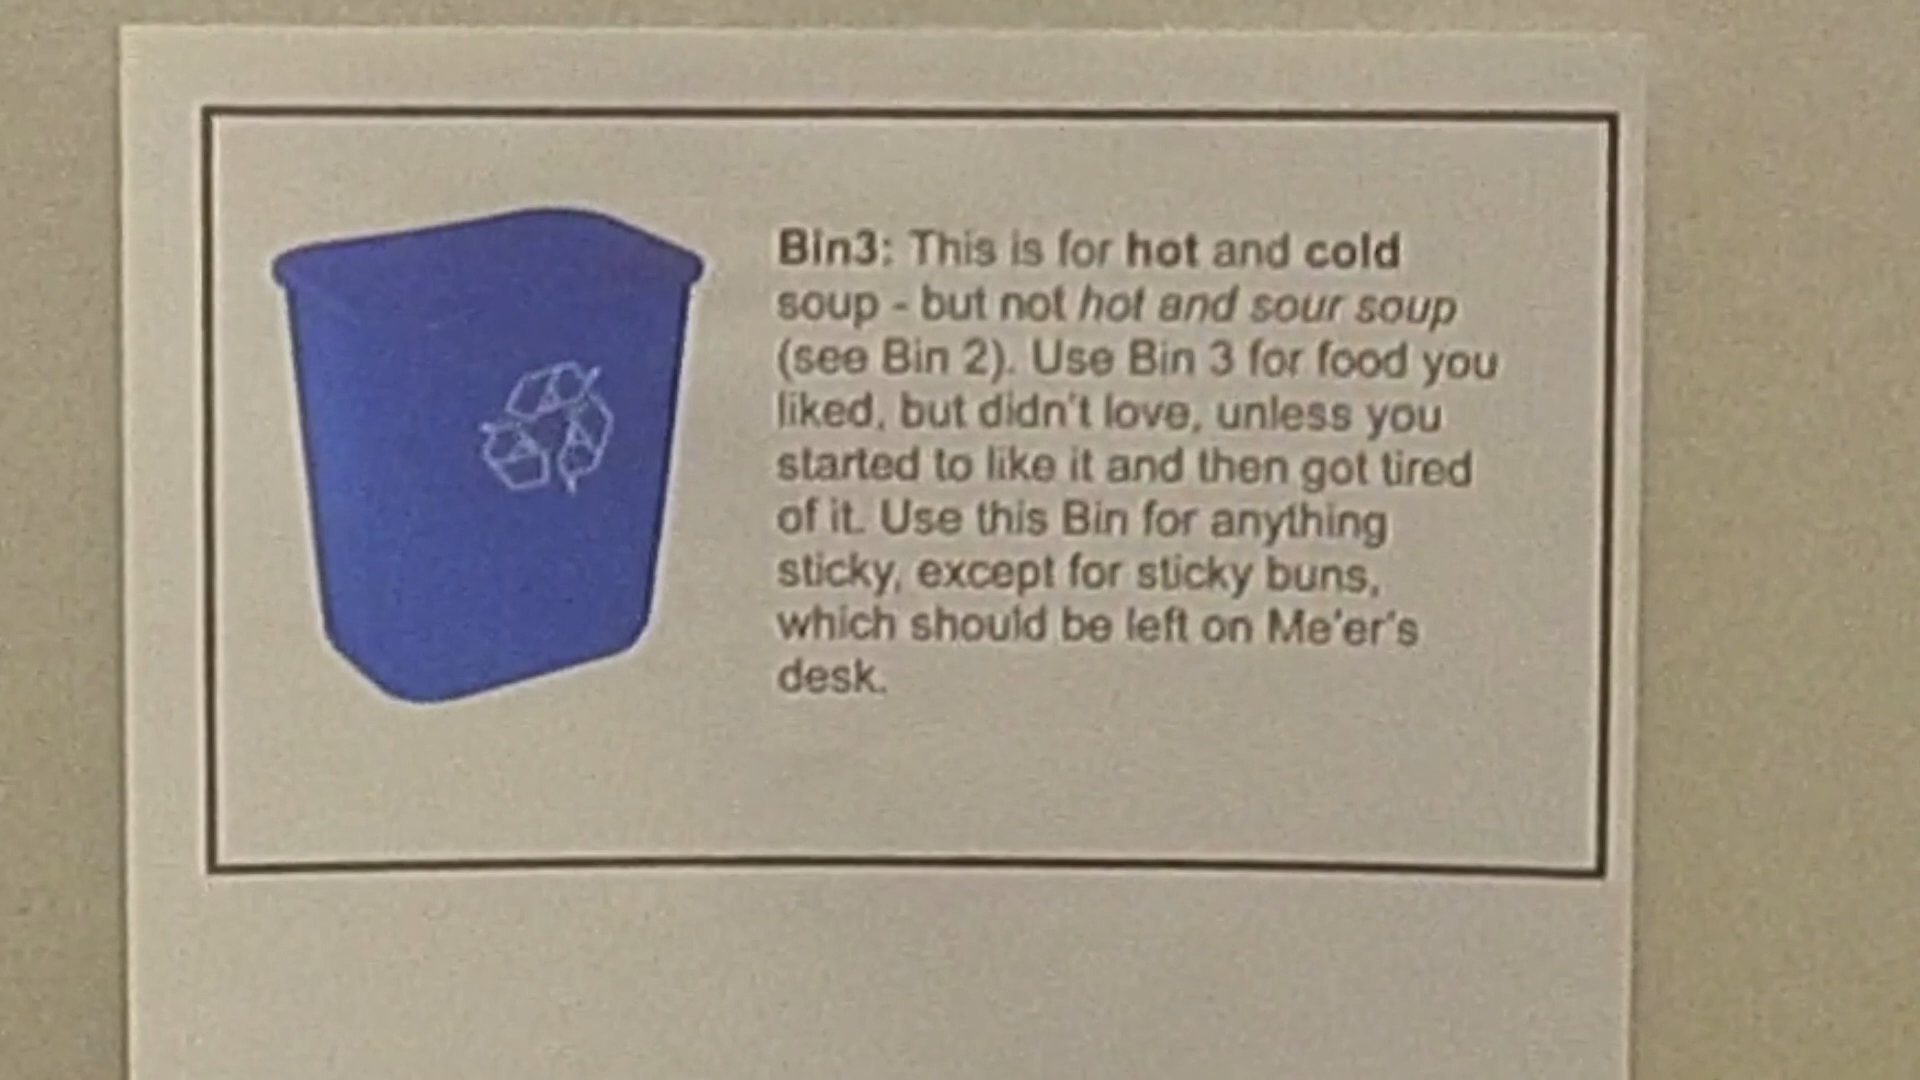 Bin3: This is for hot and cold
soup - but not hot and sour soup
(see Bin 2). Use Bin 3 for food you
liked, but didn't love, unless you
started to like it and then got tired
of it. Use this Bin for anything
sticky, except for sticky buns,
which should be left on Me'er's
desk.